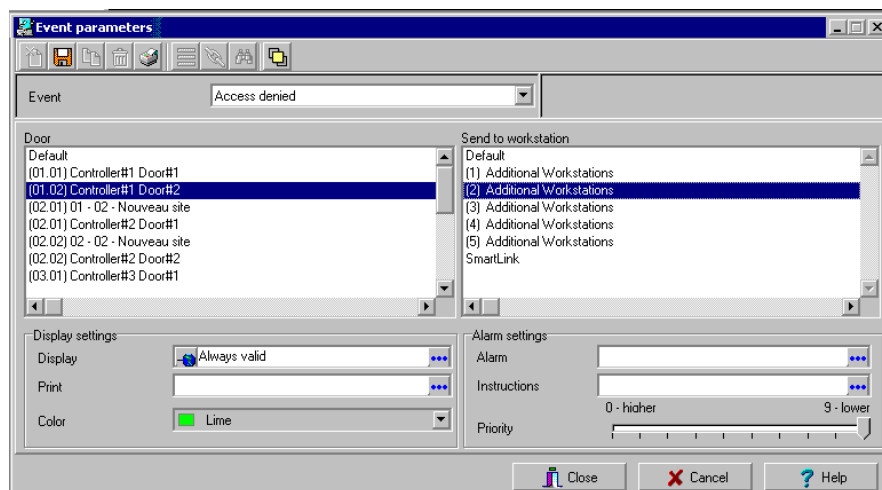 Event parameters
Event
Access denied
Door
Default
(01.01) Controller#1 Door#1
(01.02) Controller#1 Door#2
(02.01) 01 - 02 - Nouveau site
(02.01) Controller#2 Door#1
(02.02) 02 - 02 - Nouveau site
(02.02) Controller#2 Door#2
(03.01) Controller#3 Door#1
Send to workstation
Default
(1) Additional Workstations
(2) Additional Workstations
(3) Additional Workstations
(4) Additional Workstations
(5) Additional Workstations
SmartLink
Display settings
Display
Always valid
Print
Color
Lime
Alarm settings
Alarm
Instructions
0 - higher 9 - lower
Priority
Close Cancel ? Help